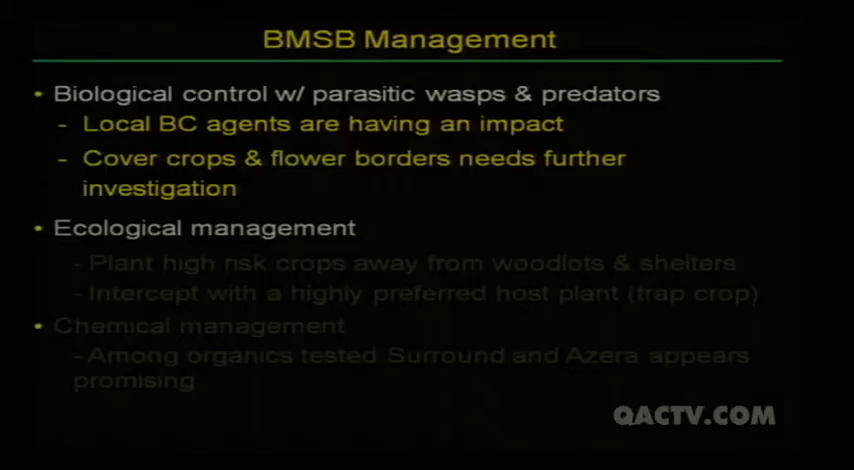 BMSB Management
• Biological control w/ parasitic wasps & predators
- Local BC agents are having an impact
- Cover crops & flower borders needs further
investigation
• Ecological management
- Plant high risk crops away from woodlots & shelters
- Intercept with a highly preferred host plant (trap crop)
• Chemical management
- Among organics tested Surround and Azera appears
promising
QACTV.COM